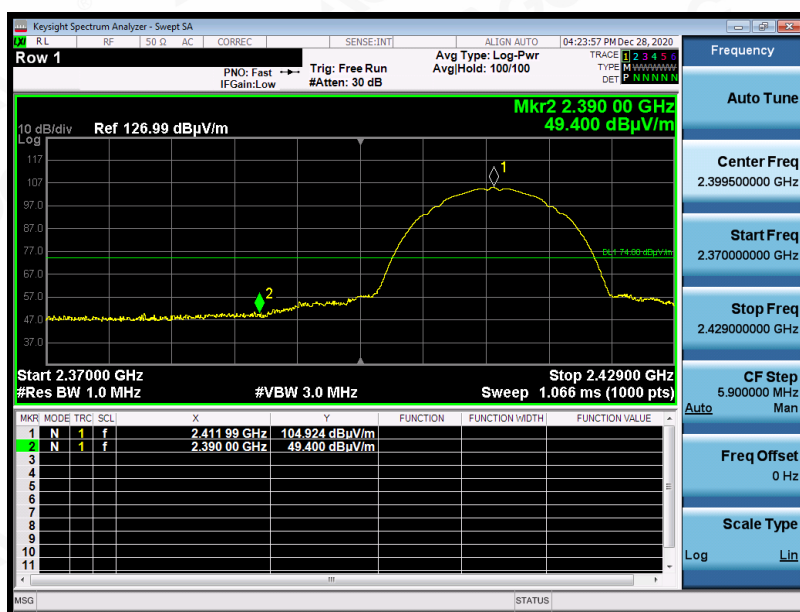 Keysight Spectrum Analyzer - Swept SA
LXI RL RF 50 Ω AC CORREC SENSE:INT ALIGN AUTO 04:23:57 PM Dec 28, 2020
Row 1
PNO: Fast
IFGain:Low
Trig: Free Run
#Atten: 30 dB
Avg Type: Log-Pwr
Avg|Hold: 100/100
TRACE 1 2 3 4 5 6
TYPE M WWWWW
DET P N N N N N
Mkr2 2.390 00 GHz
49.400 dBµV/m
10 dB/div Ref 126.99 dBµV/m
Log
117
107
97.0
87.0
77.0
67.0
57.0
47.0
37.0
1
2
DL1 74.00 dBµV/m
Start 2.37000 GHz Stop 2.42900 GHz
#Res BW 1.0 MHz #VBW 3.0 MHz Sweep 1.066 ms (1000 pts)
MKR MODE TRC SCL X Y FUNCTION FUNCTION WIDTH FUNCTION VALUE
1 N 1 f 2.411 99 GHz 104.924 dBµV/m
2 N 1 f 2.390 00 GHz 49.400 dBµV/m
3
4
5
6
7
8
9
10
11
MSG STATUS
Frequency
Auto Tune
Center Freq
2.399500000 GHz
Start Freq
2.370000000 GHz
Stop Freq
2.429000000 GHz
CF Step
5.900000 MHz
Auto Man
Freq Offset
0 Hz
Scale Type
Log Lin